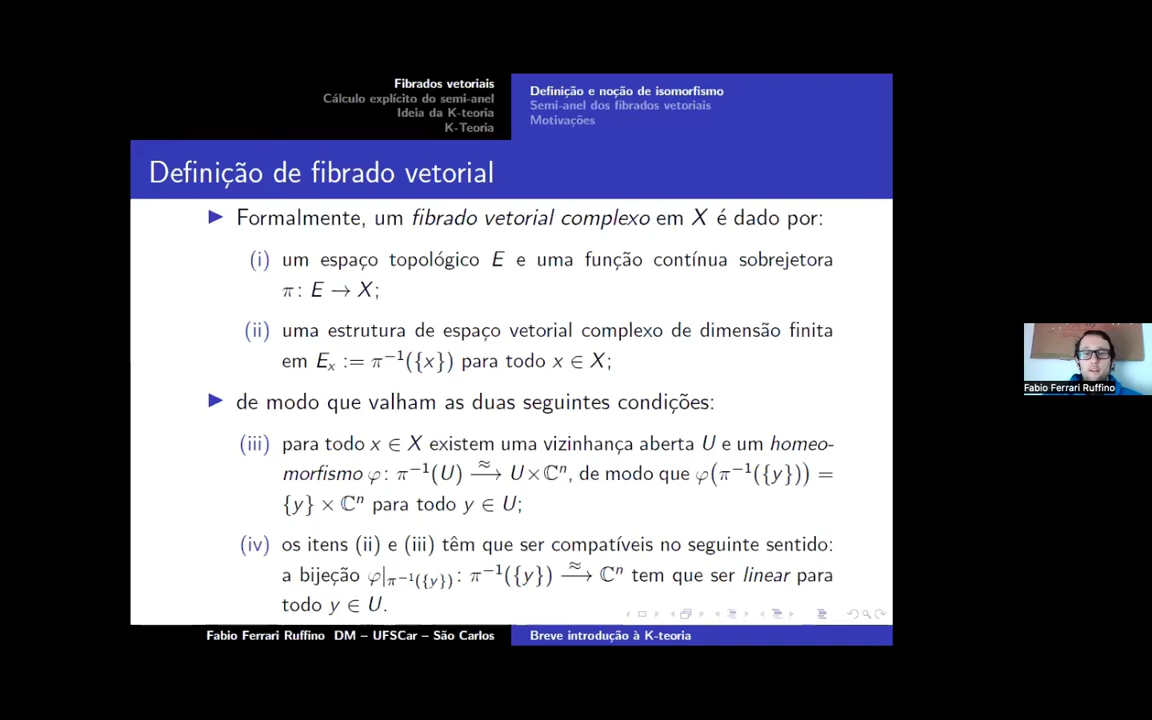 Fibrados vetoriais
Cálculo explícito do semi-anel
Ideia da K-teoria
K-Teoria
Definição e noção de isomorfismo
Semi-anel dos fibrados vetoriais
Motivações
Definição de fibrado vetorial
▶ Formalmente, um fibrado vetorial complexo em X é dado por:
(i) um espaço topológico E e uma função contínua sobrejetora
π: E → X;
(ii) uma estrutura de espaço vetorial complexo de dimensão finita
em Eₓ := π⁻¹({x}) para todo x ∈ X;
▶ de modo que valham as duas seguintes condições:
(iii) para todo x ∈ X existem uma vizinhança aberta U e um homeo-
morfismo φ: π⁻¹(U) ≈⟶ U×ℂⁿ, de modo que φ(π⁻¹({y})) =
{y} × ℂⁿ para todo y ∈ U;
(iv) os itens (ii) e (iii) têm que ser compatíveis no seguinte sentido:
a bijeção φ|π⁻¹({y}): π⁻¹({y}) ≈⟶ ℂⁿ tem que ser linear para
todo y ∈ U.
Fabio Ferrari Ruffino DM – UFSCar – São Carlos
Breve introdução à K-teoria
Fabio Ferrari Ruffino